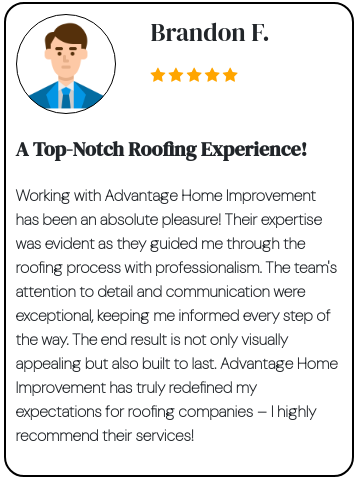 Brandon F.
A Top-Notch Roofing Experience!
Working with Advantage Home Improvement
has been an absolute pleasure! Their expertise
was evident as they guided me through the
roofing process with professionalism. The team's
attention to detail and communication were
exceptional, keeping me informed every step of
the way. The end result is not only visually
appealing but also built to last. Advantage Home
Improvement has truly redefined my
expectations for roofing companies – I highly
recommend their services!